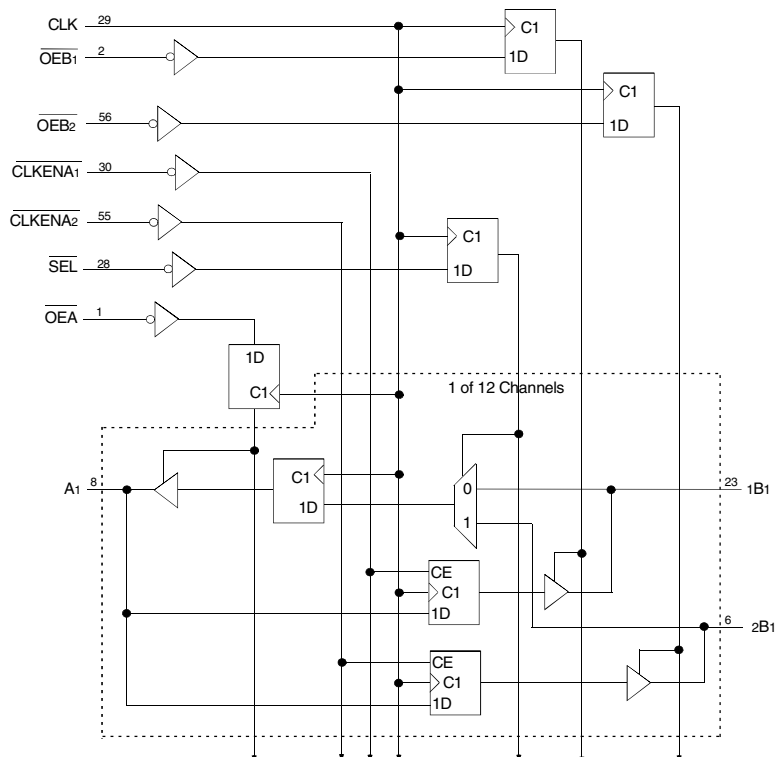 CLK 29
C1
OEB1 2
1D
C1
OEB2 56
1D
CLKENA1 30
CLKENA2 55
C1
SEL 28
1D
OEA 1
1D
C1
1 of 12 Channels
A1 8
C1
1D
0
1
23 1B1
CE
C1
1D
6 2B1
CE
C1
1D